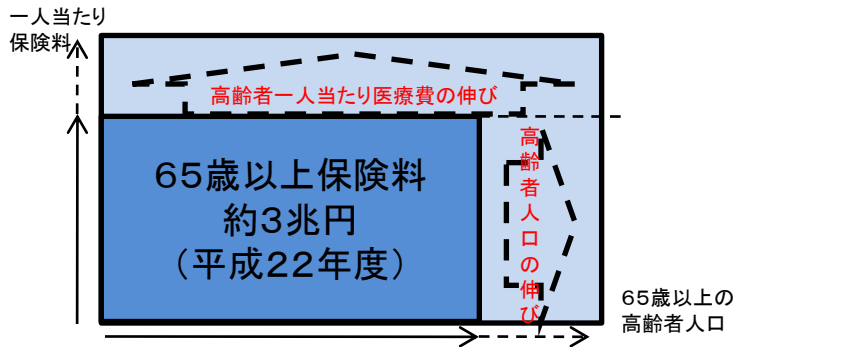 一人当たり
保険料
高齢者一人当たり医療費の伸び
65歳以上保険料
約3兆円
（平成22年度）
高齢者人口の伸び
65歳以上の
高齢者人口